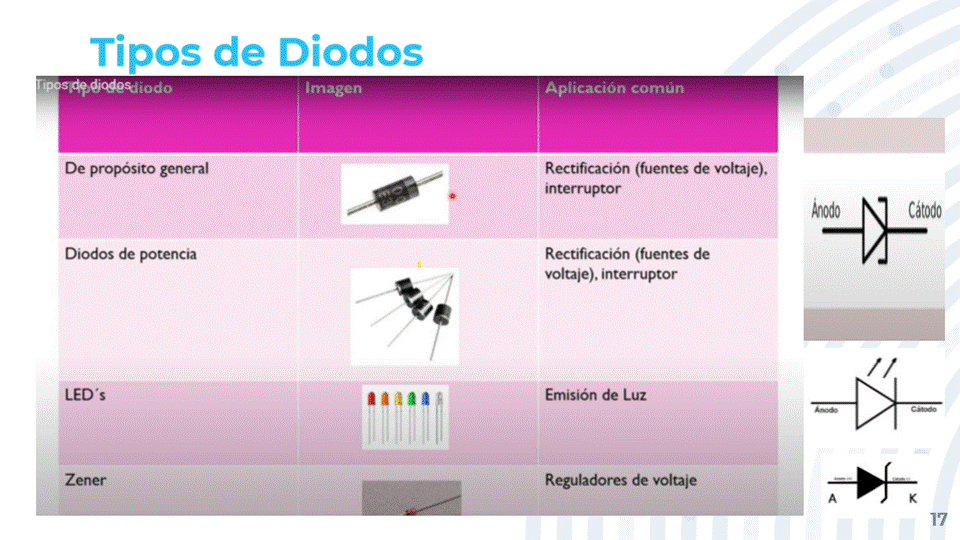 Tipos de Diodos
Tipos de diodos
Tipo de diodo
Imagen
Aplicación común
De propósito general
Rectificación (fuentes de voltaje),
interruptor
Diodos de potencia
Rectificación (fuentes de
voltaje), interruptor
LED´s
Emisión de Luz
Zener
Reguladores de voltaje
Ánodo
Cátodo
Ánodo
Cátodo
A
K
17